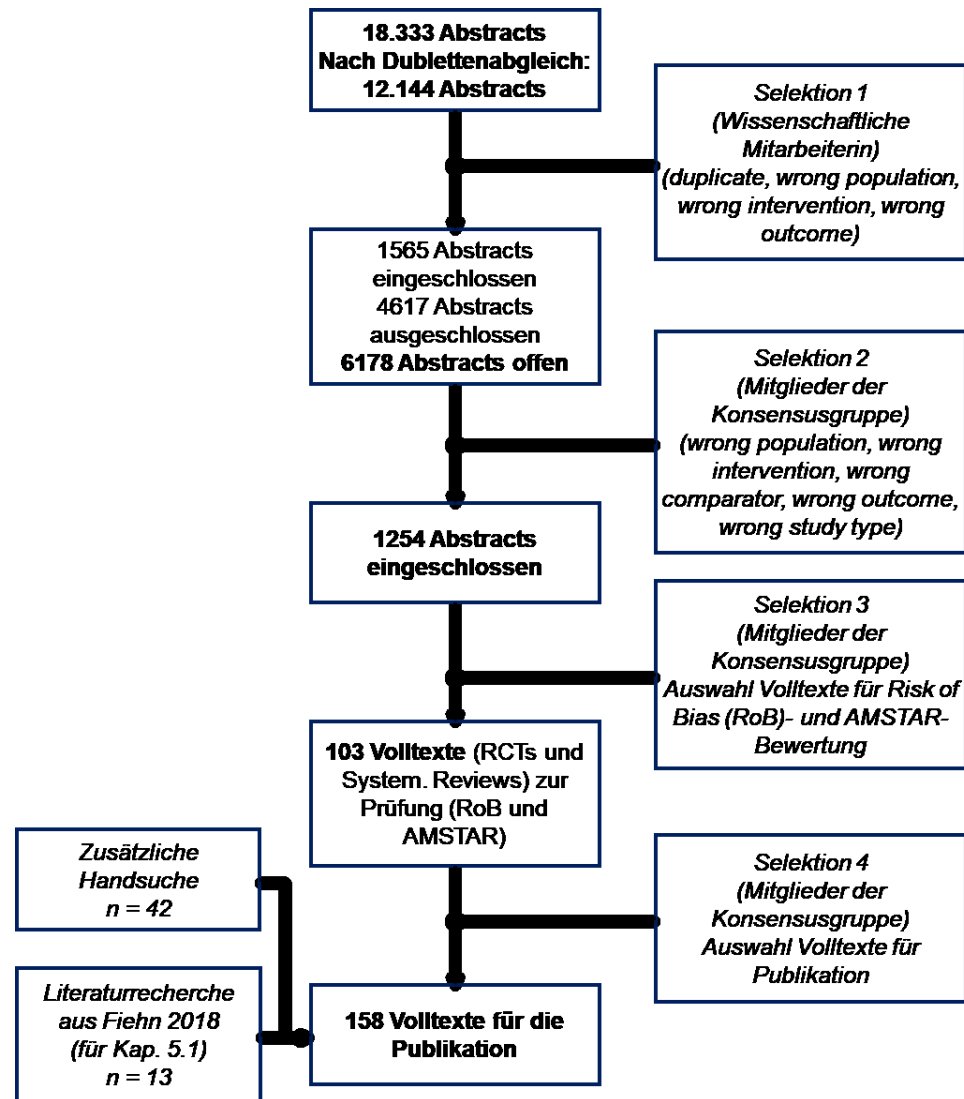 18.333 Abstracts
Nach Dublettenabgleich:
12.144 Abstracts
Selektion 1
(Wissenschaftliche
Mitarbeiterin)
(duplicate, wrong population,
wrong intervention, wrong
outcome)
1565 Abstracts
eingeschlossen
4617 Abstracts
ausgeschlossen
6178 Abstracts offen
Selektion 2
(Mitglieder der
Konsensusgruppe)
(wrong population, wrong
intervention, wrong
comparator, wrong outcome,
wrong study type)
1254 Abstracts
eingeschlossen
Selektion 3
(Mitglieder der
Konsensusgruppe)
Auswahl Volltexte für Risk of
Bias (RoB)- und AMSTAR-
Bewertung
103 Volltexte (RCTs und
System. Reviews) zur
Prüfung (RoB und
AMSTAR)
Zusätzliche
Handsuche
n = 42
Selektion 4
(Mitglieder der
Konsensusgruppe)
Auswahl Volltexte für
Publikation
Literaturrecherche
aus Fiehn 2018
(für Kap. 5.1)
n = 13
158 Volltexte für die
Publikation